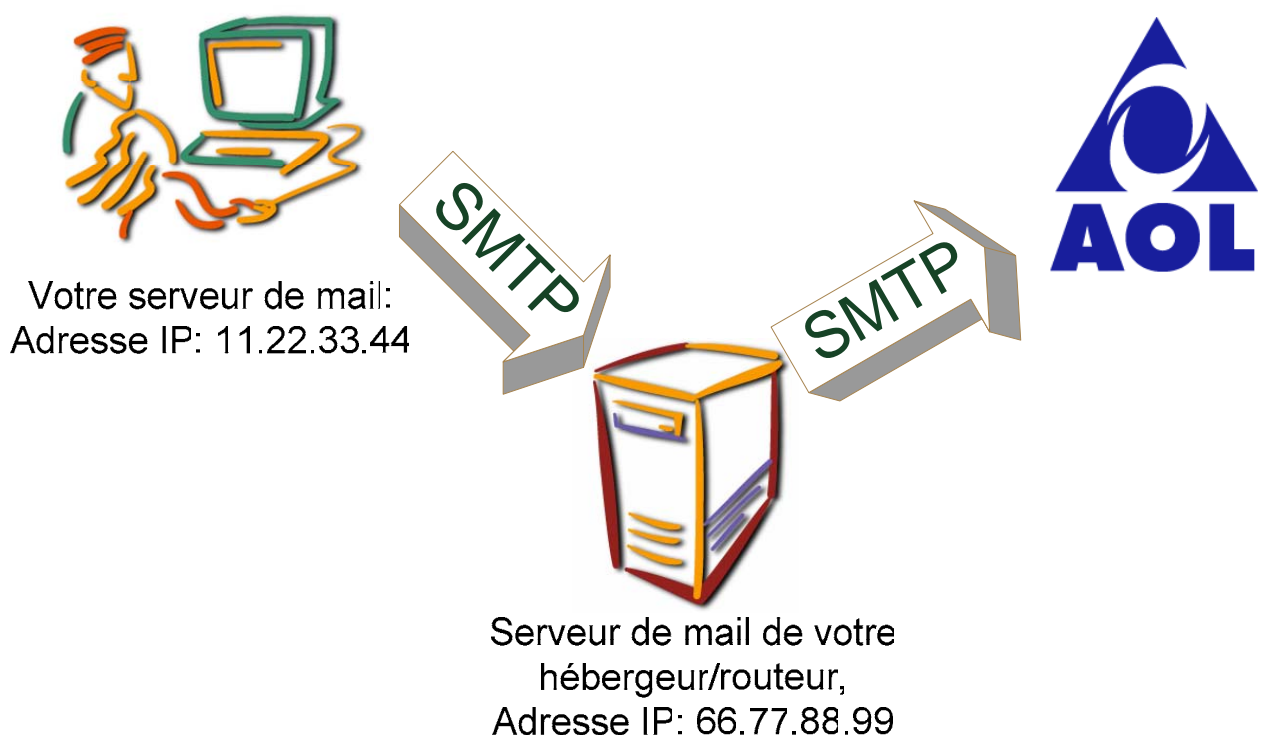 Votre serveur de mail:
Adresse IP: 11.22.33.44
SMTP
SMTP
AOL
Serveur de mail de votre
hébergeur/routeur,
Adresse IP: 66.77.88.99